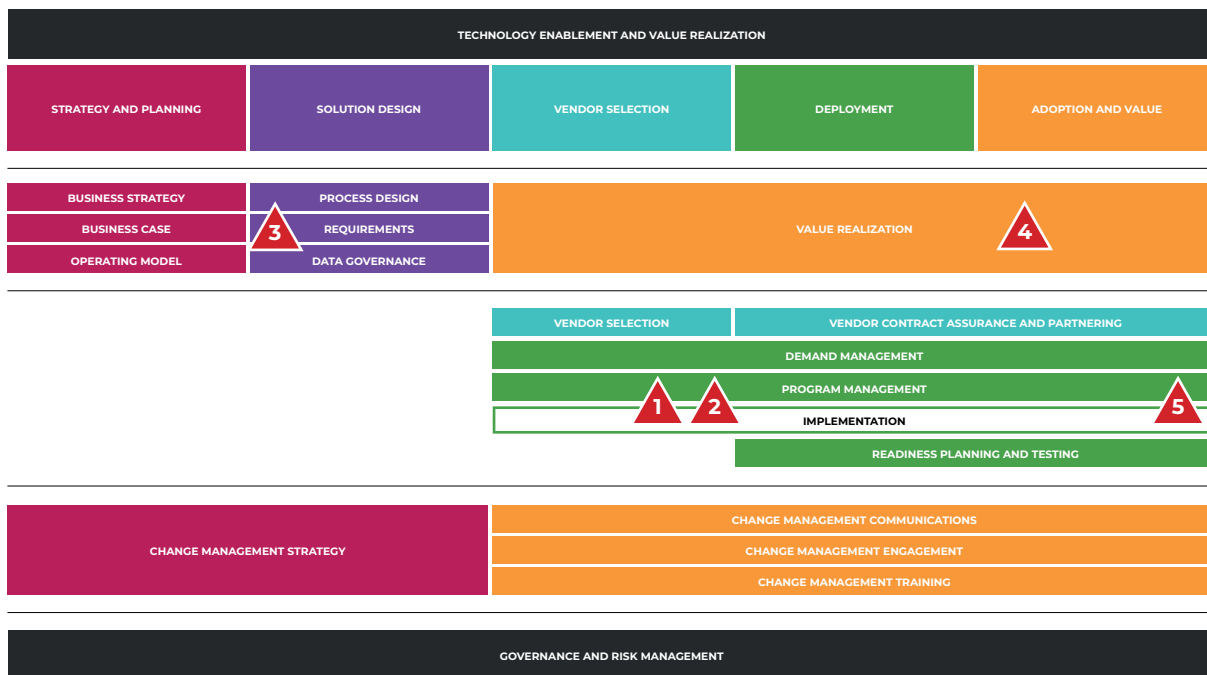 TECHNOLOGY ENABLEMENT AND VALUE REALIZATION
STRATEGY AND PLANNING
SOLUTION DESIGN
VENDOR SELECTION
DEPLOYMENT
ADOPTION AND VALUE
BUSINESS STRATEGY
BUSINESS CASE
OPERATING MODEL
PROCESS DESIGN
3
REQUIREMENTS
DATA GOVERNANCE
VALUE REALIZATION
4
VENDOR SELECTION
VENDOR CONTRACT ASSURANCE AND PARTNERING
DEMAND MANAGEMENT
PROGRAM MANAGEMENT
1
2
5
IMPLEMENTATION
READINESS PLANNING AND TESTING
CHANGE MANAGEMENT STRATEGY
CHANGE MANAGEMENT COMMUNICATIONS
CHANGE MANAGEMENT ENGAGEMENT
CHANGE MANAGEMENT TRAINING
GOVERNANCE AND RISK MANAGEMENT